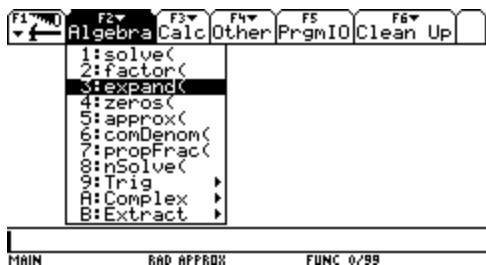 F1 F2 F3 F4 F5 F6
Algebra Calc Other PrgmIO Clean Up
1:solve(
2:factor(
3:expand(
4:zeros(
5:approx(
6:comDenom(
7:propFrac(
8:nSolve(
9:Trig
A:Complex
B:Extract
MAIN RAD APPROX FUNC 0/99